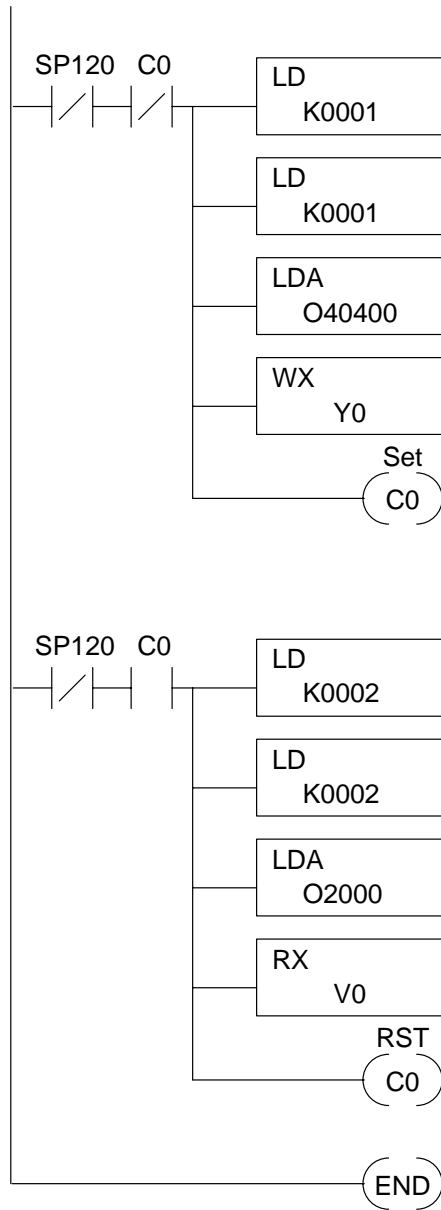 SP120 C0
LD
K0001
LD
K0001
LDA
O40400
WX
Y0
Set
C0
SP120 C0
LD
K0002
LD
K0002
LDA
O2000
RX
V0
RST
C0
END